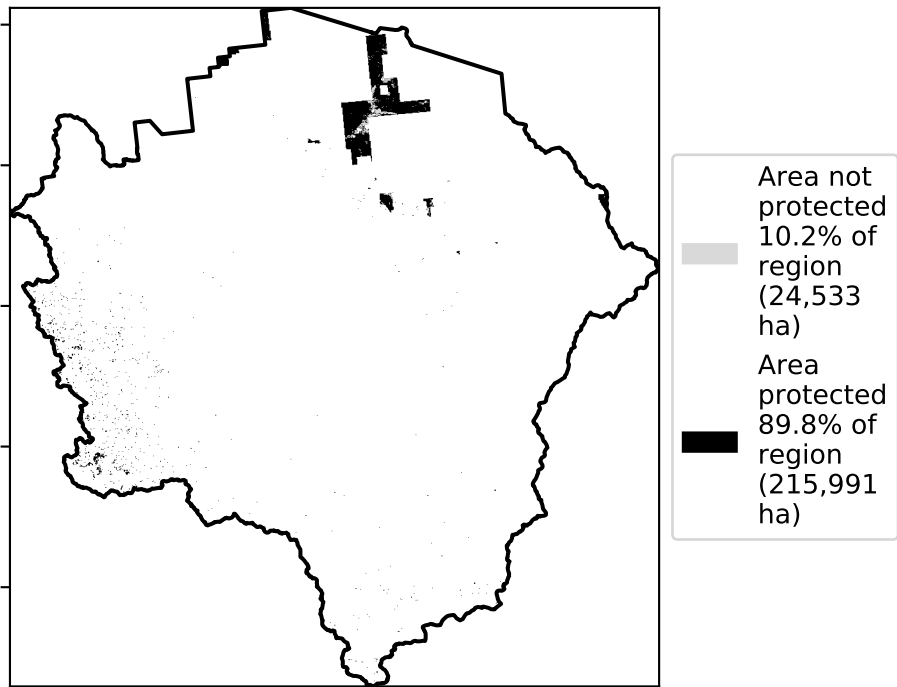 Area not
protected
10.2% of
region
(24,533
ha)
Area
protected
89.8% of
region
(215,991
ha)